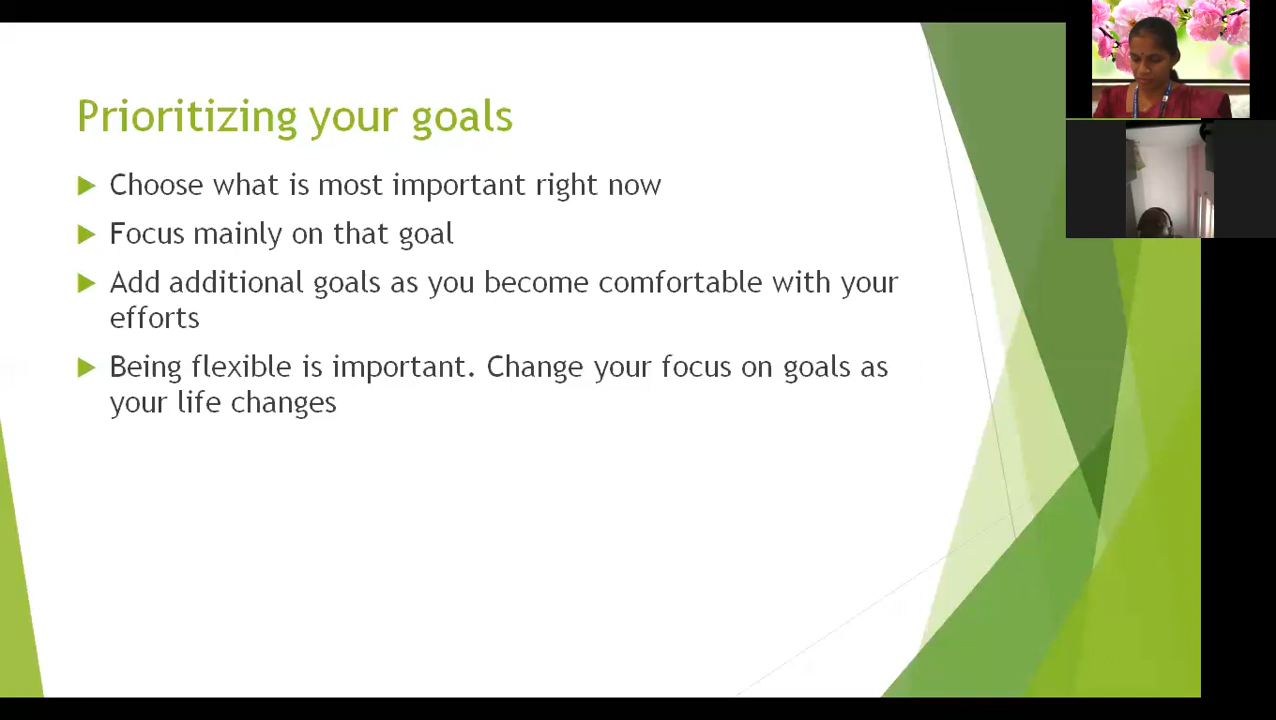 Prioritizing your goals
Choose what is most important right now
Focus mainly on that goal
Add additional goals as you become comfortable with your
efforts
Being flexible is important. Change your focus on goals as
your life changes